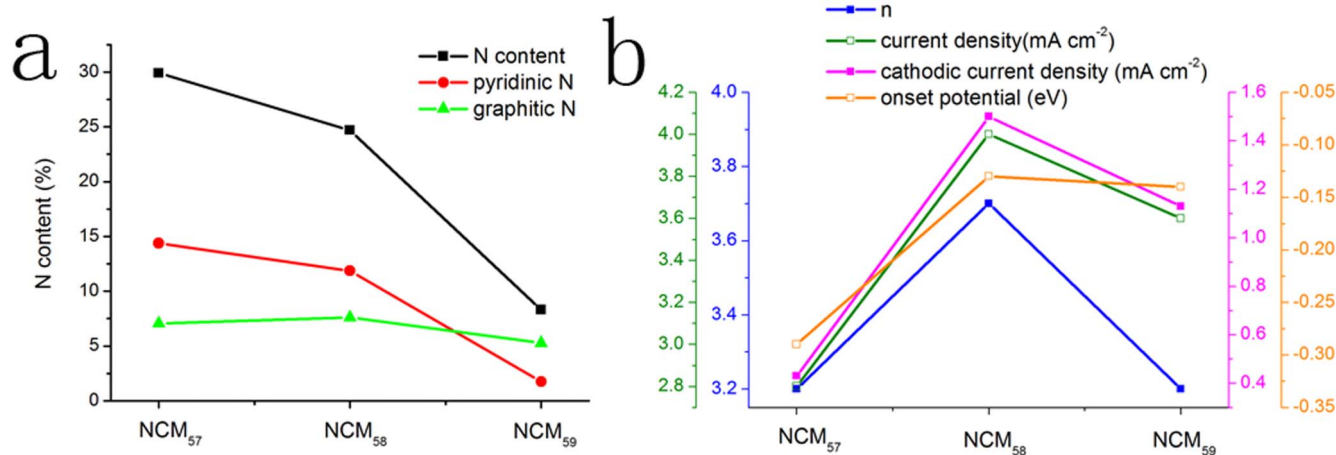 a
N content (%)
30
25
20
15
10
5
0
N content
pyridinic N
graphitic N
NCM₅₇
NCM₅₈
NCM₅₉
b
n
current density(mA cm⁻²)
cathodic current density (mA cm⁻²)
onset potential (eV)
4.2
4.0
3.8
3.6
3.4
3.2
3.0
2.8
4.0
3.8
3.6
3.4
3.2
1.6
1.4
1.2
1.0
0.8
0.6
0.4
-0.05
-0.10
-0.15
-0.20
-0.25
-0.30
-0.35
NCM₅₇
NCM₅₈
NCM₅₉